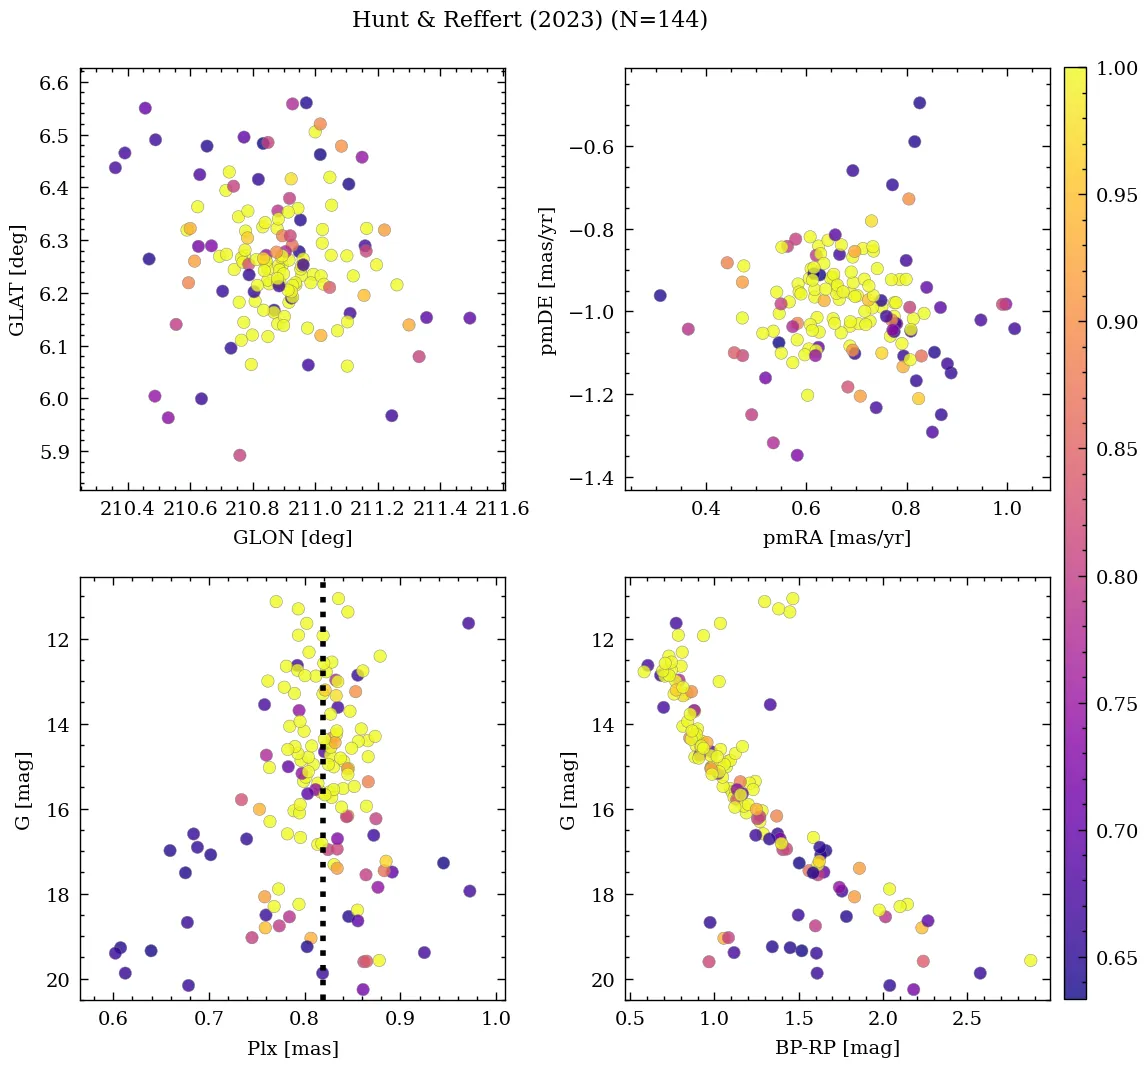 Hunt & Reffert (2023) (N=144)
6.6
6.5
6.4
6.3
6.2
6.1
6.0
5.9
GLAT [deg]
210.4 210.6 210.8 211.0 211.2 211.4 211.6
GLON [deg]
−0.6
−0.8
−1.0
−1.2
−1.4
pmDE [mas/yr]
0.4 0.6 0.8 1.0
pmRA [mas/yr]
12
14
16
18
20
G [mag]
0.6 0.7 0.8 0.9 1.0
Plx [mas]
12
14
16
18
20
G [mag]
0.5 1.0 1.5 2.0 2.5
BP-RP [mag]
1.00
0.95
0.90
0.85
0.80
0.75
0.70
0.65